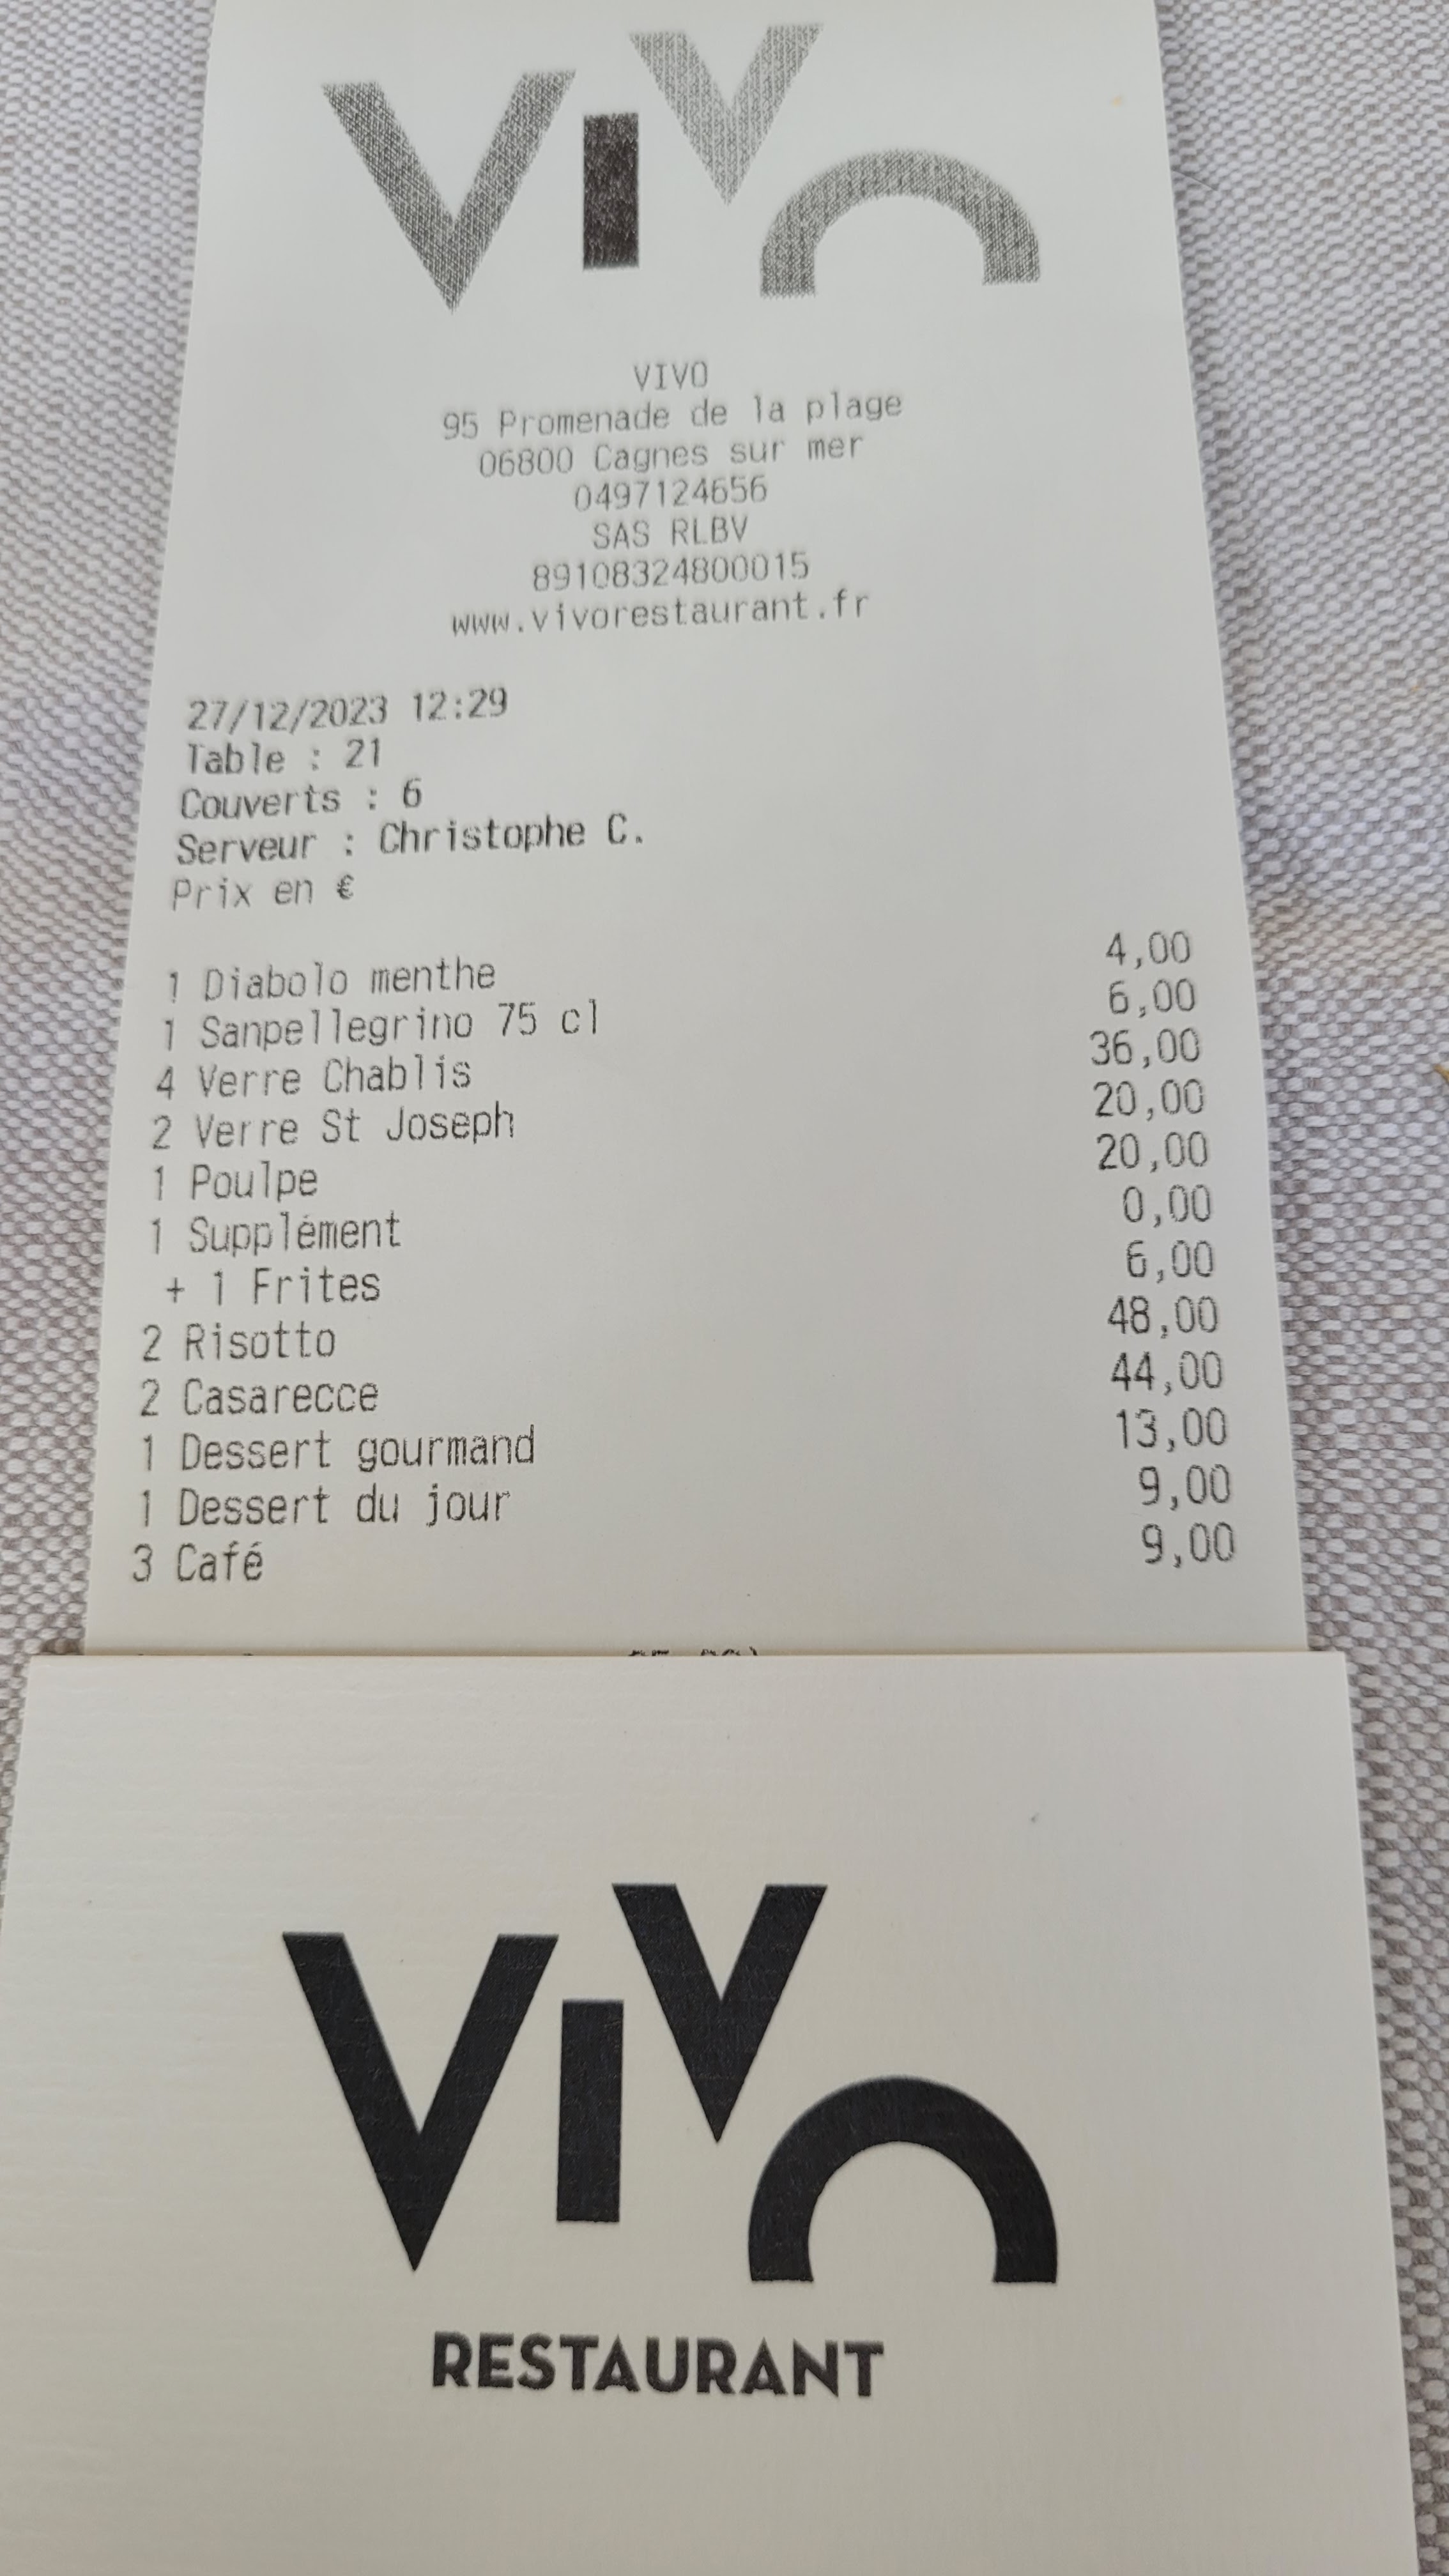 VIVO
VIVO
95 Promenade de la plage
06800 Cagnes sur mer
0497124656
SAS RLBV
89108324800015
www.vivorestaurant.fr
27/12/2023 12:29
Table : 21
Couverts : 6
Serveur : Christophe C.
Prix en €
1 Diabolo menthe 4,00
1 Sanpellegrino 75 cl 6,00
4 Verre Chablis 36,00
2 Verre St Joseph 20,00
1 Poulpe 20,00
1 Supplément 0,00
+ 1 Frites 6,00
2 Risotto 48,00
2 Casarecce 44,00
1 Dessert gourmand 13,00
1 Dessert du jour 9,00
3 Café 9,00
VIVO
RESTAURANT